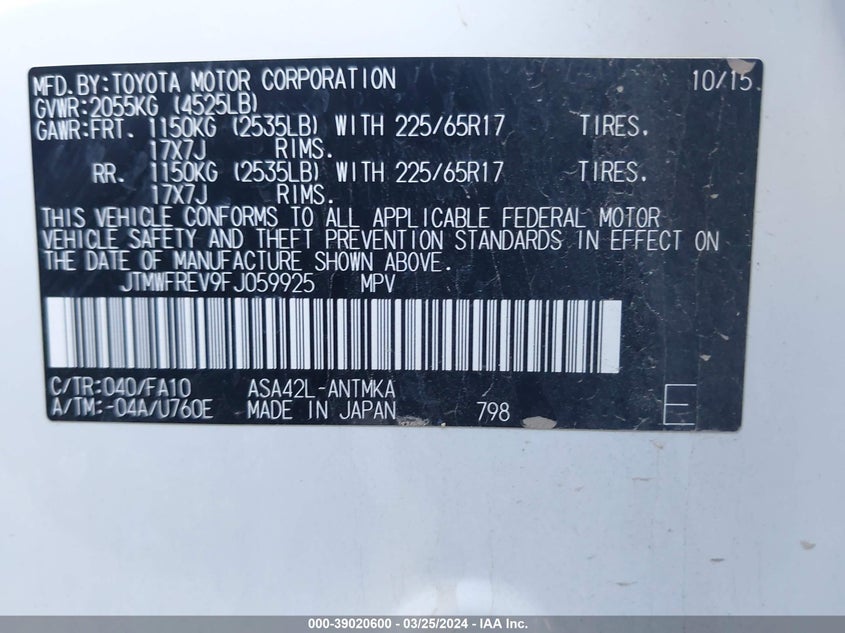 MFD.BY:TOYOTA MOTOR CORPORATION 10/15
GVWR:2055KG (4525LB)
GAWR:FRT. 1150KG (2535LB) WITH 225/65R17 TIRES.
17X7J RIMS.
RR. 1150KG (2535LB) WITH 225/65R17 TIRES.
17X7J RIMS.
THIS VEHICLE CONFORMS TO ALL APPLICABLE FEDERAL MOTOR
VEHICLE SAFETY AND THEFT PREVENTION STANDARDS IN EFFECT ON
THE DATE OF MANUFACTURE SHOWN ABOVE.
JTMWFREV9FJ059925 MPV
C/TR:040/FA10 ASA42L-ANTMKA
A/TM:-04A/U760E MADE IN JAPAN 798 E
000-39020600 - 03/25/2024 - IAA Inc.